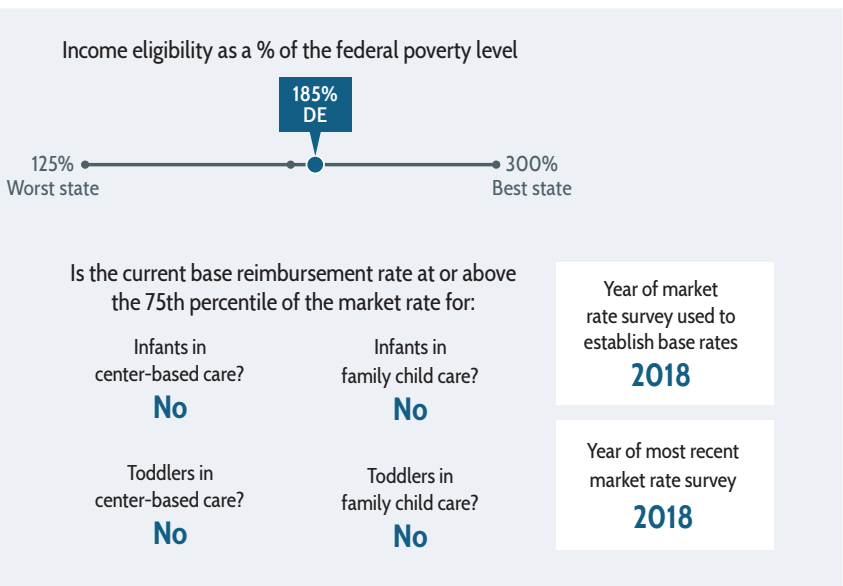 Income eligibility as a % of the federal poverty level
185%
DE
125%
Worst state
300%
Best state
Is the current base reimbursement rate at or above
the 75th percentile of the market rate for:
Infants in
center-based care?
No
Infants in
family child care?
No
Toddlers in
center-based care?
No
Toddlers in
family child care?
No
Year of market
rate survey used to
establish base rates
2018
Year of most recent
market rate survey
2018